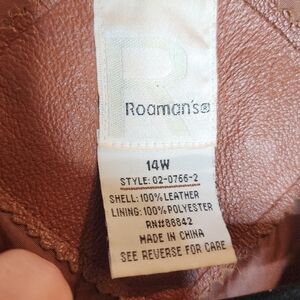 R
Roaman's®
14W
STYLE: 02-0766-2
SHELL: 100% LEATHER
LINING: 100% POLYESTER
RN#88842
MADE IN CHINA
SEE REVERSE FOR CARE